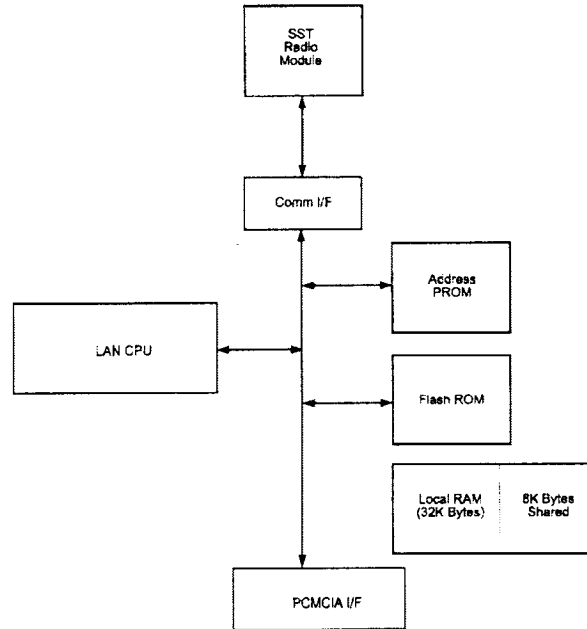 SST
Radio
Module
Comm I/F
Address
PROM
LAN CPU
Flash ROM
Local RAM
(32K Bytes)
8K Bytes
Shared
PCMCIA I/F